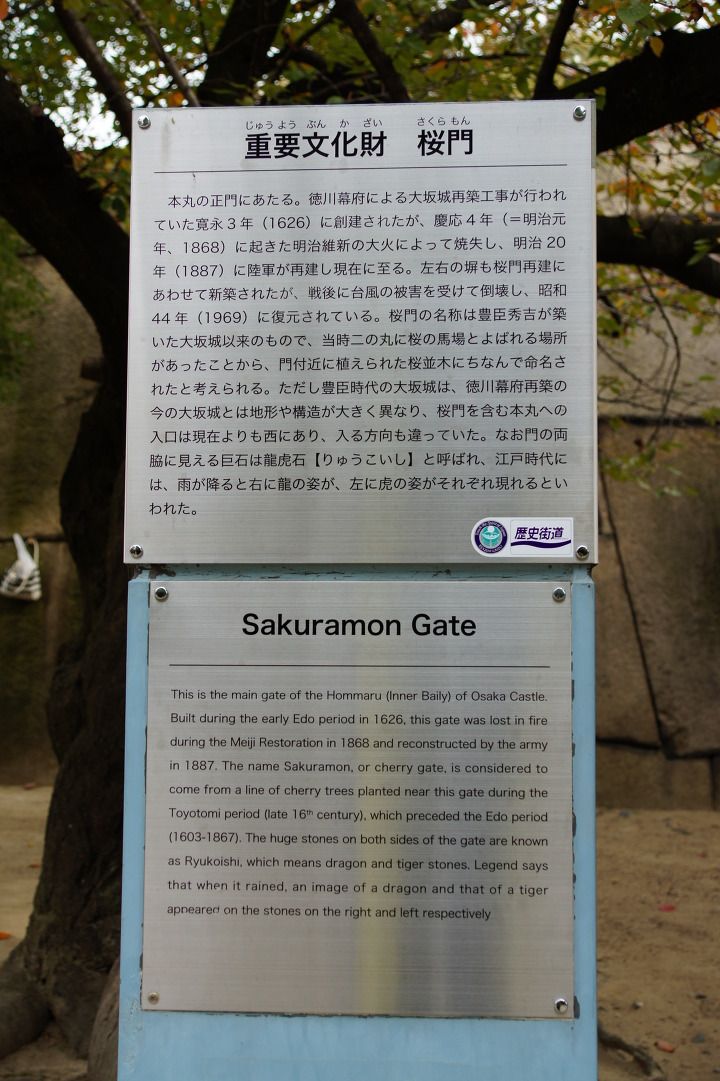 じゅう よう ぶん か ざい さくら もん
重要文化財 桜門
本丸の正門にあたる。徳川幕府による大坂城再築工事が行われ
ていた寛永3年（1626）に創建されたが、慶応4年（＝明治元
年、1868）に起きた明治維新の大火によって焼失し、明治20
年（1887）に陸軍が再建し現在に至る。左右の塀も桜門再建に
あわせて新築されたが、戦後に台風の被害を受けて倒壊し、昭和
44年（1969）に復元されている。桜門の名称は豊臣秀吉が築
いた大坂城以来のもので、当時二の丸に桜の馬場とよばれる場所
があったことから、門付近に植えられた桜並木にちなんで命名さ
れたと考えられる。ただし豊臣時代の大坂城は、徳川幕府再築の
今の大坂城とは地形や構造が大きく異なり、桜門を含む本丸への
入口は現在よりも西にあり、入る方向も違っていた。なお門の両
脇に見える巨石は龍虎石【りゅうこいし】と呼ばれ、江戸時代に
は、雨が降ると右に龍の姿が、左に虎の姿がそれぞれ現れるとい
われた。
歴史街道
Sakuramon Gate
This is the main gate of the Hommaru (Inner Baily) of Osaka Castle.
Built during the early Edo period in 1626, this gate was lost in fire
during the Meiji Restoration in 1868 and reconstructed by the army
in 1887. The name Sakuramon, or cherry gate, is considered to
come from a line of cherry trees planted near this gate during the
Toyotomi period (late 16th century), which preceded the Edo period
(1603-1867). The huge stones on both sides of the gate are known
as Ryukoishi, which means dragon and tiger stones. Legend says
that when it rained, an image of a dragon and that of a tiger
appeared on the stones on the right and left respectively